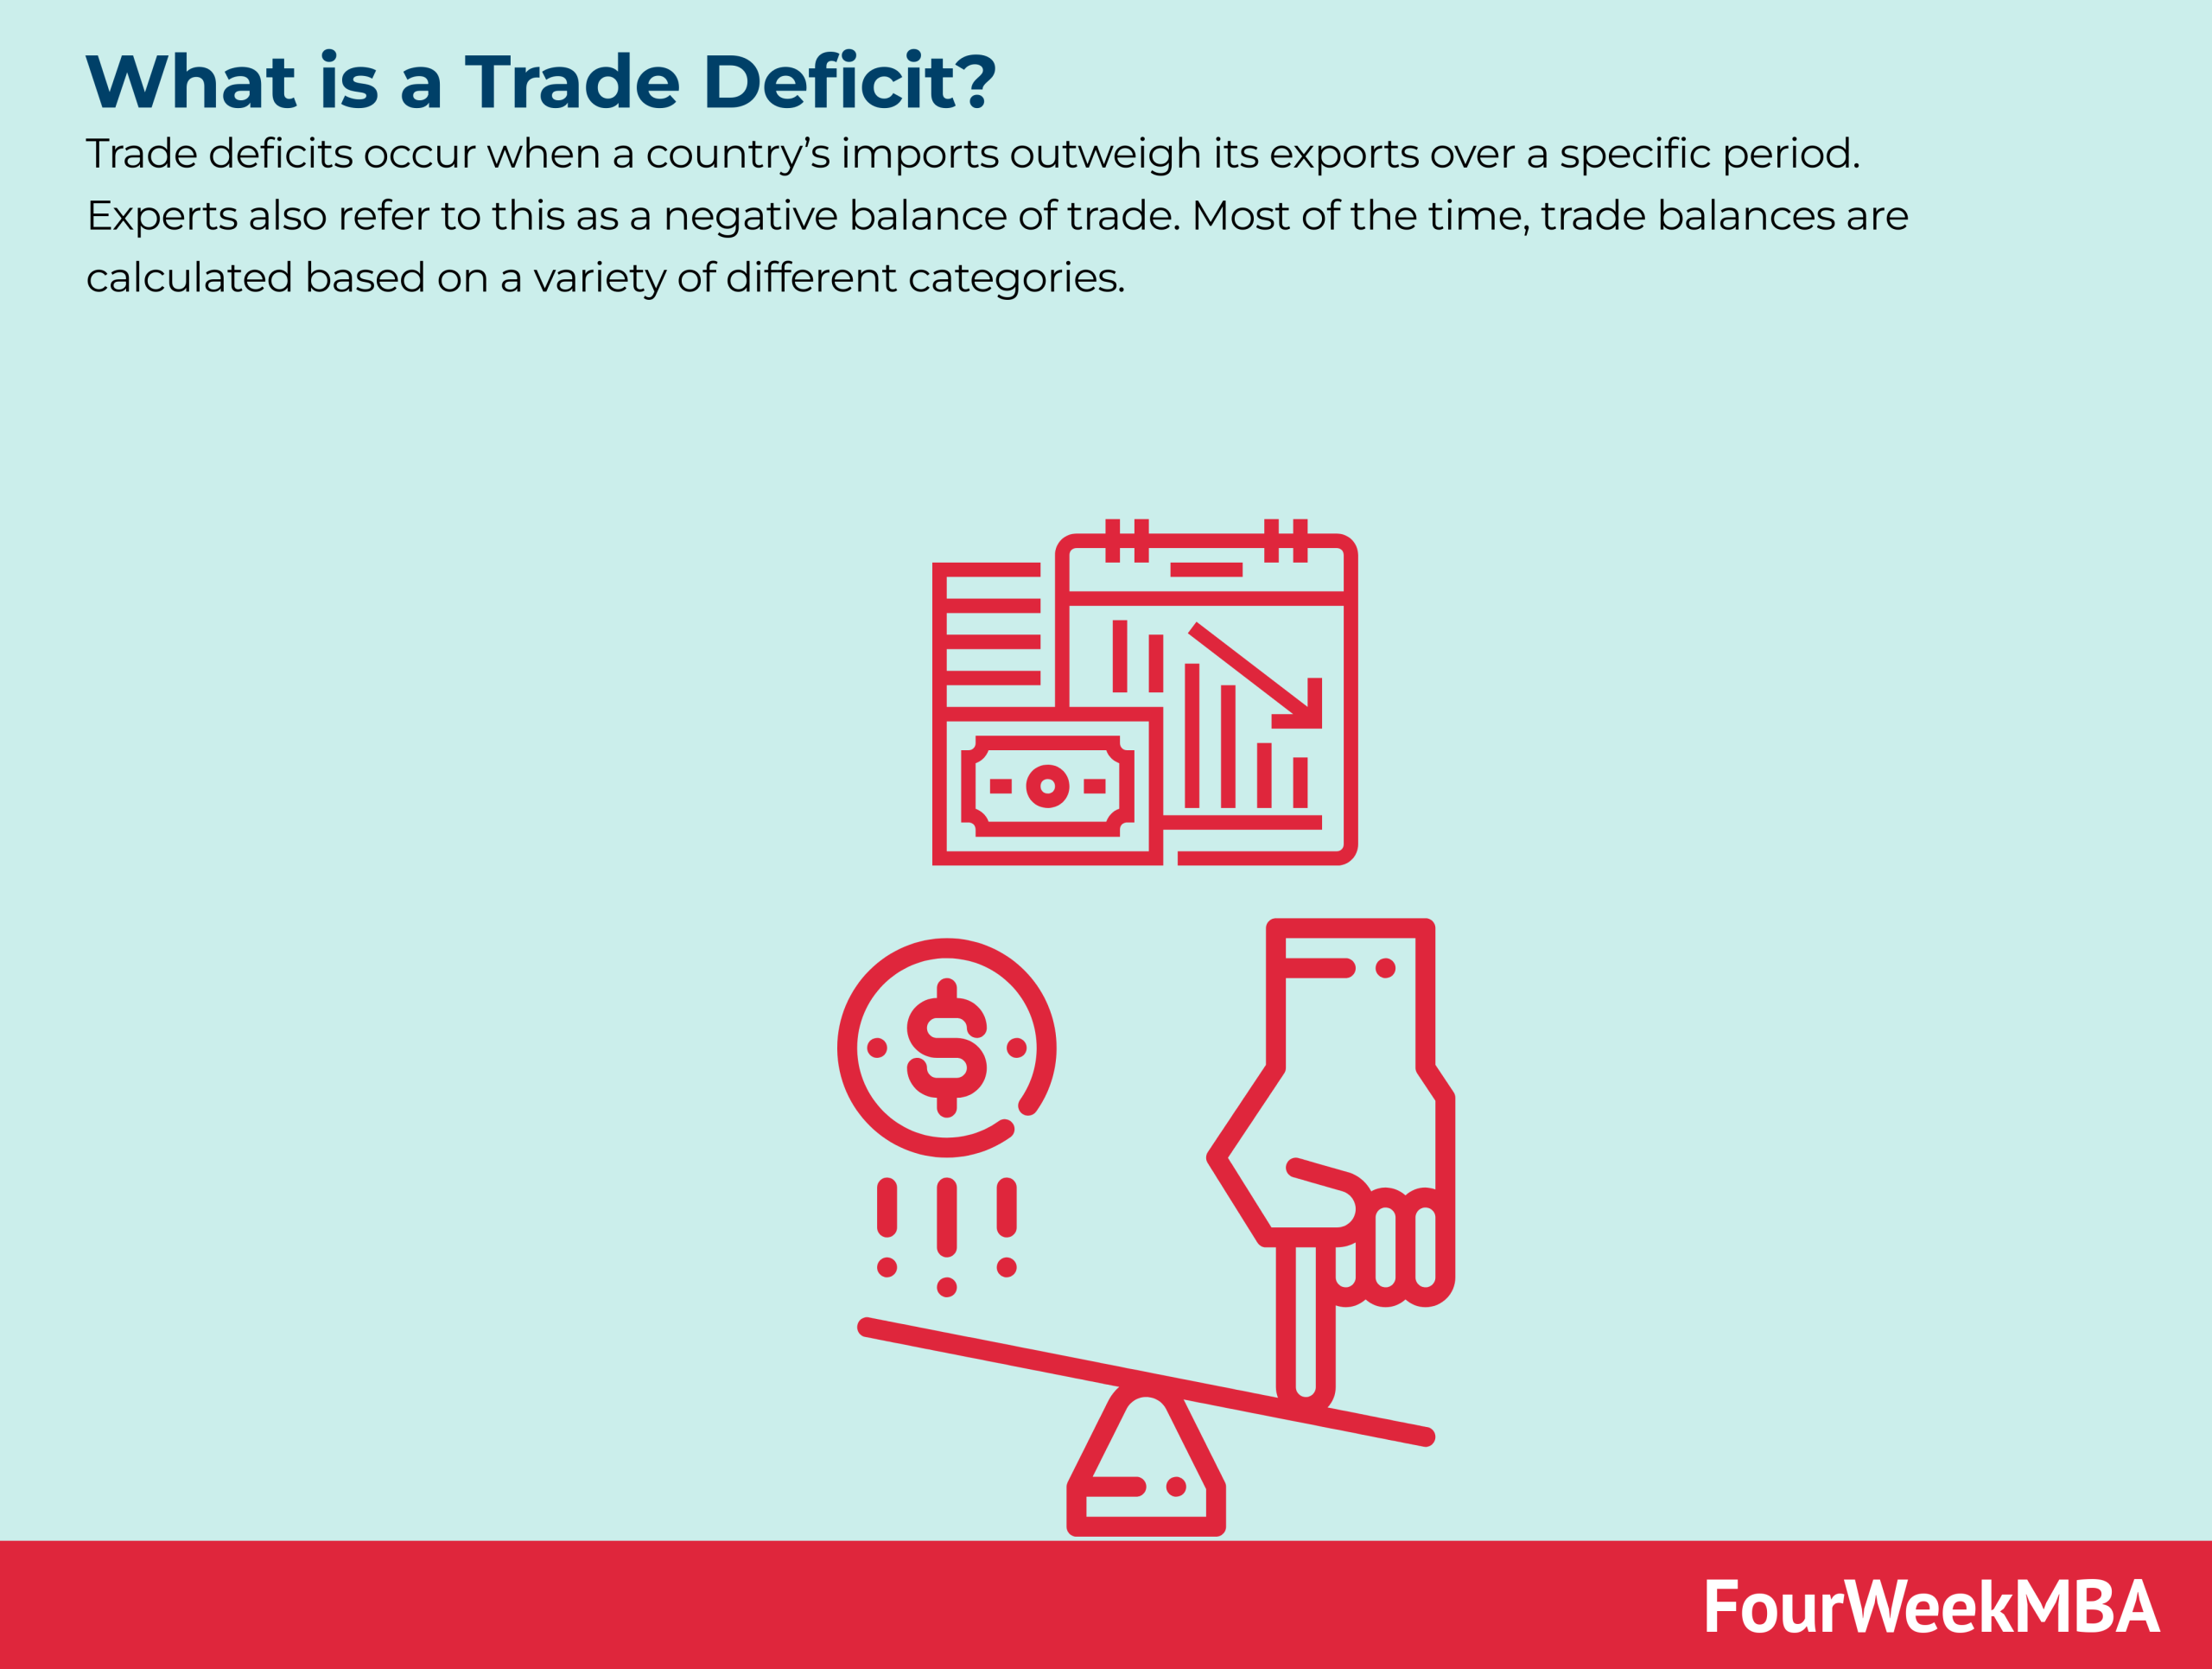 What is a Trade Deficit?
Trade deficits occur when a country’s imports outweigh its exports over a specific period.
Experts also refer to this as a negative balance of trade. Most of the time, trade balances are
calculated based on a variety of different categories.
$
FourWeekMBA